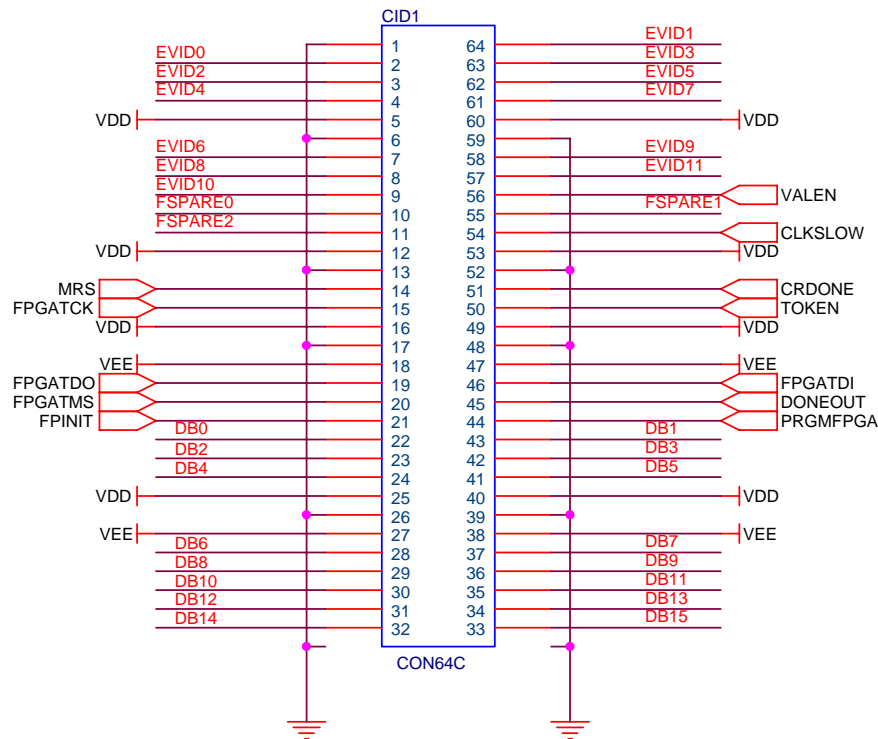 CID1
1 64 EVID1
EVID0 2 63 EVID3
EVID2 3 62 EVID5
EVID4 4 61 EVID7
VDD 5 60 VDD
6 59
EVID6 7 58 EVID9
EVID8 8 57 EVID11
EVID10 9 56 VALEN
FSPARE0 10 55 FSPARE1
FSPARE2 11 54 CLKSLOW
VDD 12 53 VDD
13 52
MRS 14 51 CRDONE
FPGATCK 15 50 TOKEN
VDD 16 49 VDD
17 48
VEE 18 47 VEE
FPGATDO 19 46 FPGATDI
FPGATMS 20 45 DONEOUT
FPINIT 21 44 PRGMFPGA
DB0 22 43 DB1
DB2 23 42 DB3
DB4 24 41 DB5
VDD 25 40 VDD
26 39
VEE 27 38 VEE
DB6 28 37 DB7
DB8 29 36 DB9
DB10 30 35 DB11
DB12 31 34 DB13
DB14 32 33 DB15
CON64C